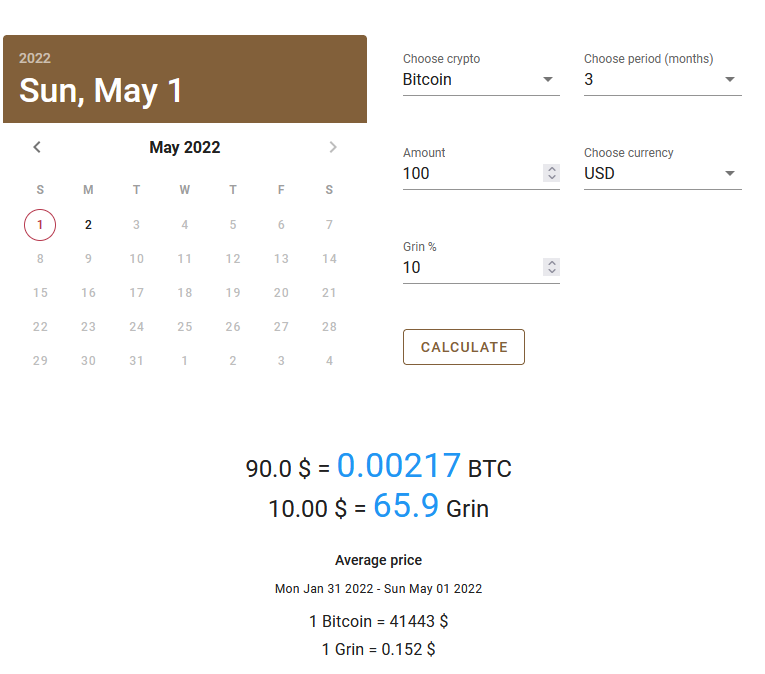 2022
Sun, May 1
May 2022
S M T W T F S
1 2 3 4 5 6 7
8 9 10 11 12 13 14
15 16 17 18 19 20 21
22 23 24 25 26 27 28
29 30 31 1 2 3 4
Choose crypto
Bitcoin
Choose period (months)
3
Amount
100
Choose currency
USD
Grin %
10
CALCULATE
90.0 $ = 0.00217 BTC
10.00 $ = 65.9 Grin
Average price
Mon Jan 31 2022 - Sun May 01 2022
1 Bitcoin = 41443 $
1 Grin = 0.152 $